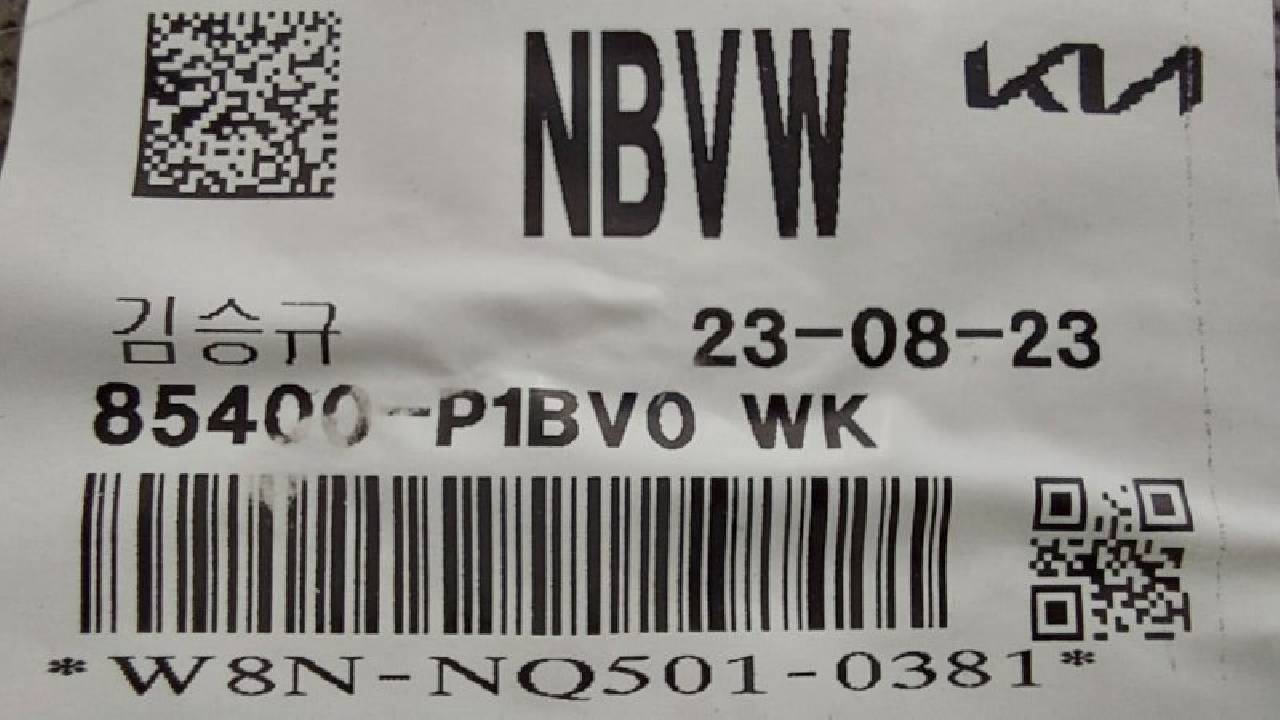 NBVW
KIA
김승규
23-08-23
85400-P1BV0 WK
*W8N-NQ501-0381*